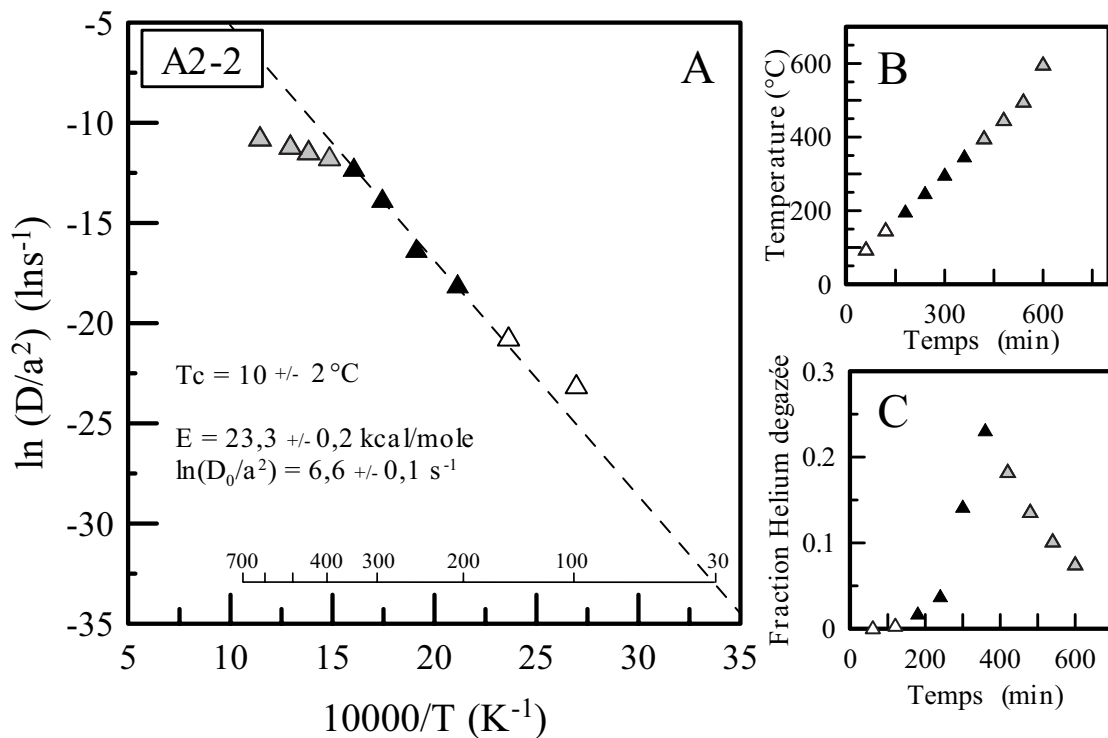 A2-2
A
-5
-10
-15
-20
-25
-30
-35
ln (D/a²) (lns⁻¹)
Tc = 10 +/- 2 °C
E = 23,3 +/- 0,2 kcal/mole
ln(D₀/a²) = 6,6 +/- 0,1 s⁻¹
700 400 300 200 100 30
5 10 15 20 25 30 35
10000/T (K⁻¹)
B
Temperature (°C)
600
400
200
0
0 300 600
Temps (min)
C
Fraction Helium degazée
0.3
0.2
0.1
0
0 200 400 600
Temps (min)